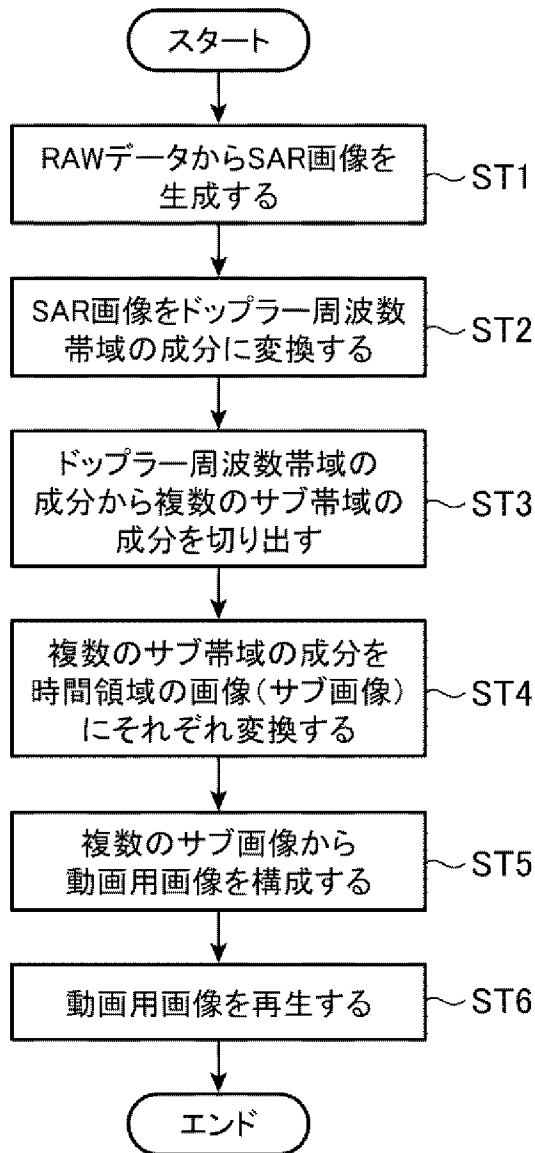 スタート
RAWデータからSAR画像を
生成する
ST1
SAR画像をドップラー周波数
帯域の成分に変換する
ST2
ドップラー周波数帯域の
成分から複数のサブ帯域の
成分を切り出す
ST3
複数のサブ帯域の成分を
時間領域の画像(サブ画像)
にそれぞれ変換する
ST4
複数のサブ画像から
動画用画像を構成する
ST5
動画用画像を再生する
ST6
エンド